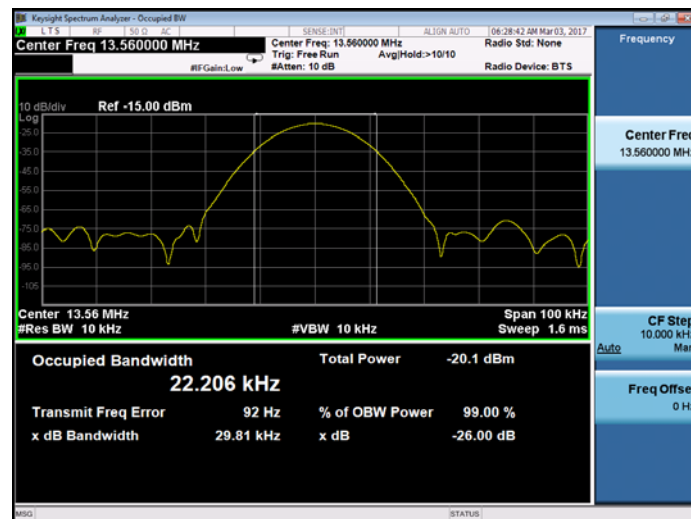 Keysight Spectrum Analyzer - Occupied BW
LTS RF 50 Ω AC SENSE:INT ALIGN AUTO 06:28:42 AM Mar 03, 2017
Center Freq 13.560000 MHz
Center Freq: 13.560000 MHz Radio Std: None
Trig: Free Run Avg|Hold:>10/10
#IFGain:Low #Atten: 10 dB Radio Device: BTS
10 dB/div Ref -15.00 dBm
Log
-25.0
-35.0
-45.0
-55.0
-65.0
-75.0
-85.0
-95.0
-105
Center 13.56 MHz Span 100 kHz
#Res BW 10 kHz #VBW 10 kHz Sweep 1.6 ms
Occupied Bandwidth Total Power -20.1 dBm
22.206 kHz
Transmit Freq Error 92 Hz % of OBW Power 99.00 %
x dB Bandwidth 29.81 kHz x dB -26.00 dB
MSG STATUS
Frequency
Center Freq
13.560000 MHz
CF Step
10.000 kHz
Auto Man
Freq Offset
0 Hz